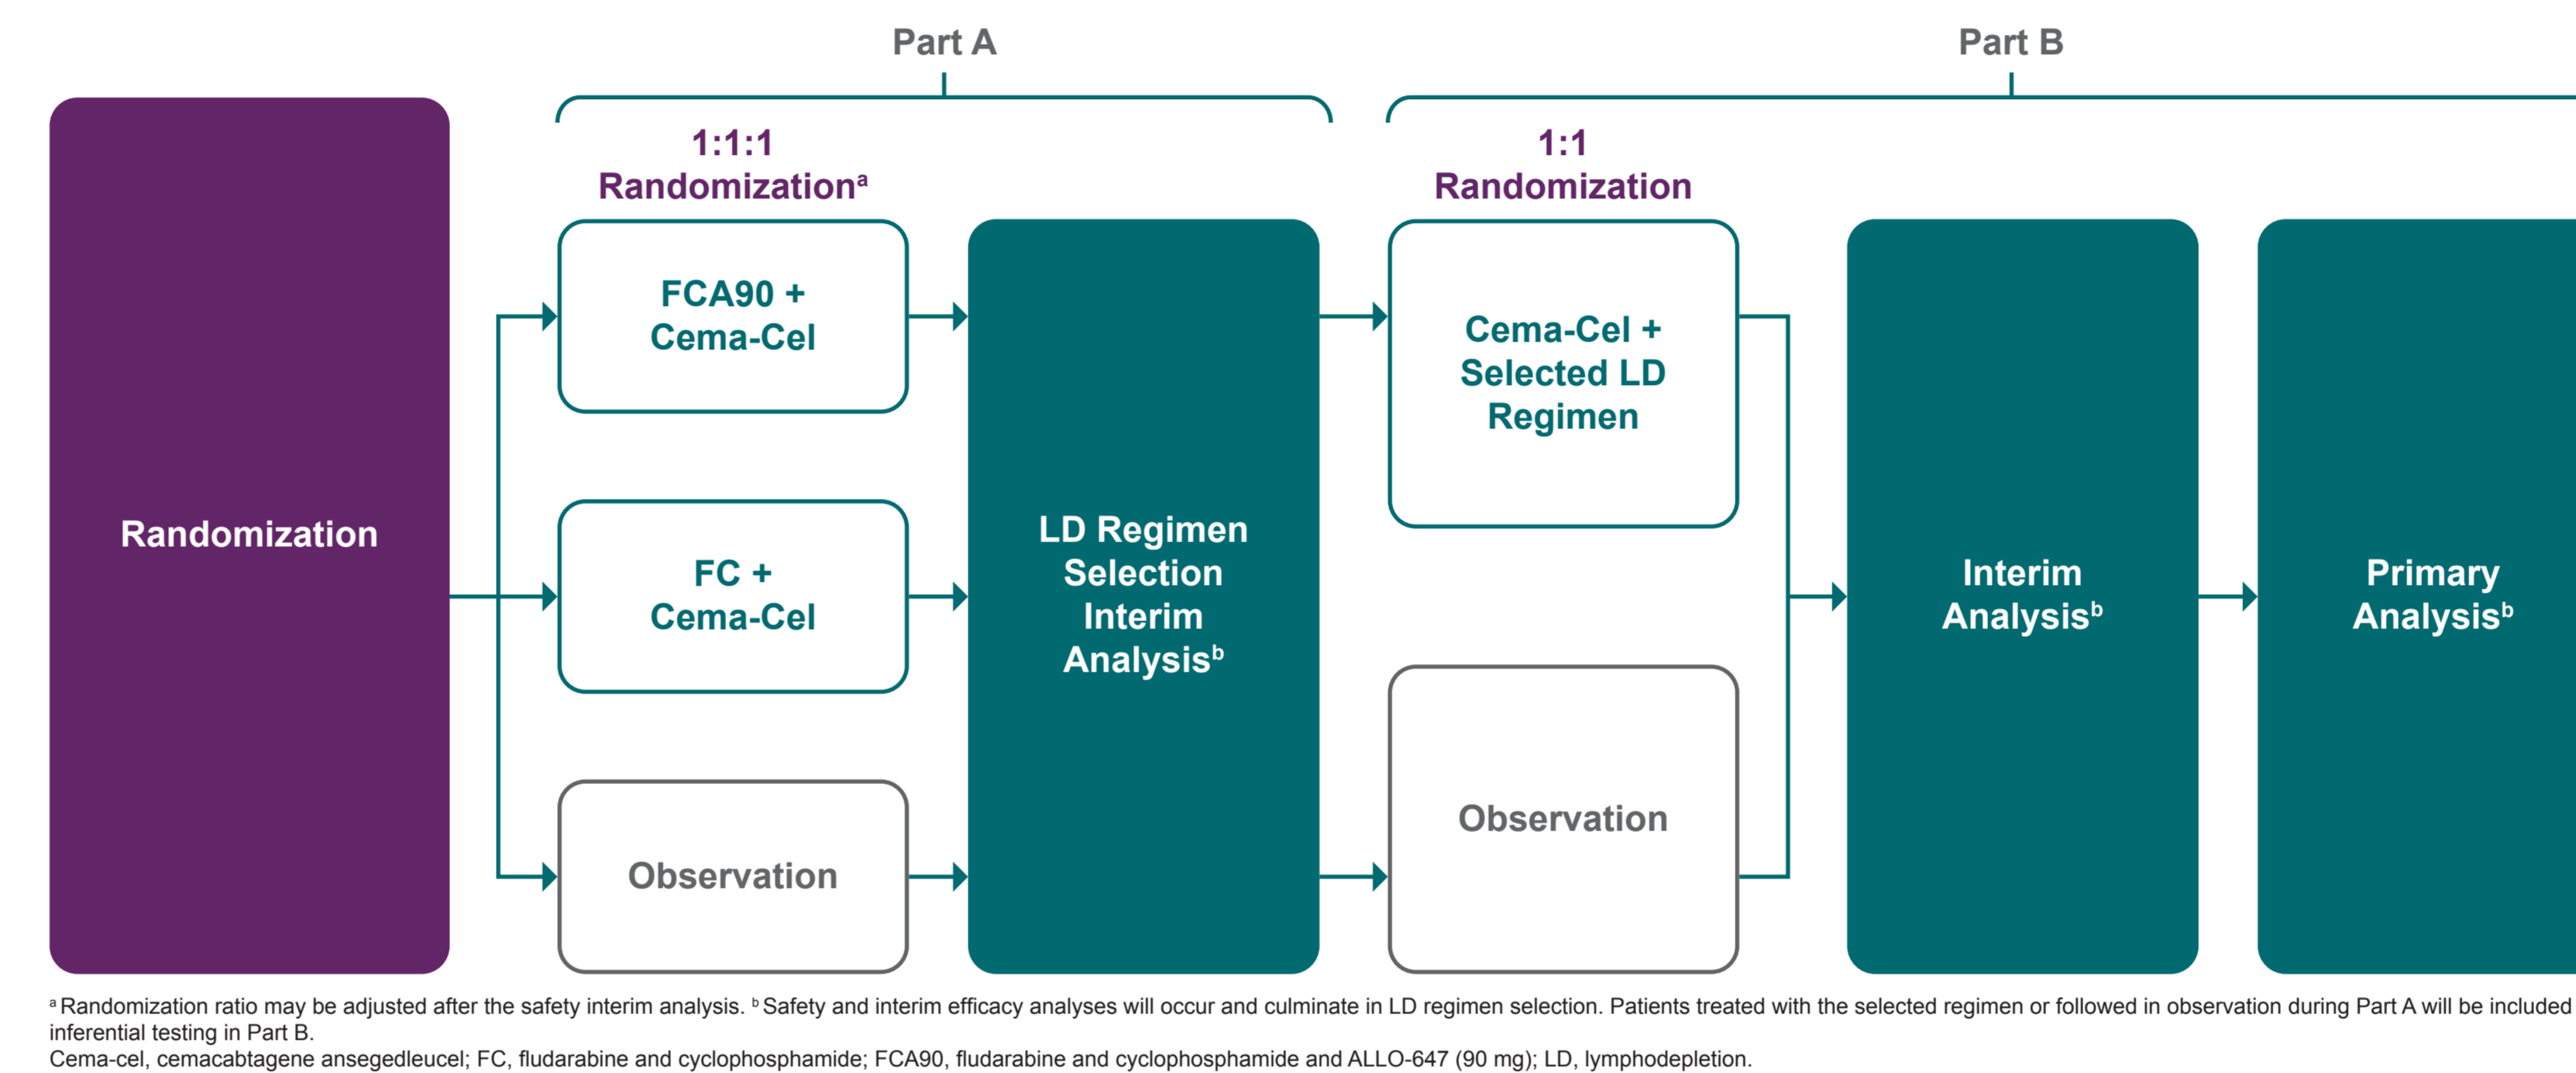 Part A
Part B
1:1:1
Randomizationᵃ
1:1
Randomization
Randomization
FCA90 +
Cema-Cel
FC +
Cema-Cel
Observation
LD Regimen
Selection
Interim
Analysisᵇ
Cema-Cel +
Selected LD
Regimen
Observation
Interim
Analysisᵇ
Primary
Analysisᵇ
ᵃ Randomization ratio may be adjusted after the safety interim analysis. ᵇ Safety and interim efficacy analyses will occur and culminate in LD regimen selection. Patients treated with the selected regimen or followed in observation during Part A will be included
inferential testing in Part B.
Cema-cel, cemacabtagene ansegedleucel; FC, fludarabine and cyclophosphamide; FCA90, fludarabine and cyclophosphamide and ALLO-647 (90 mg); LD, lymphodepletion.